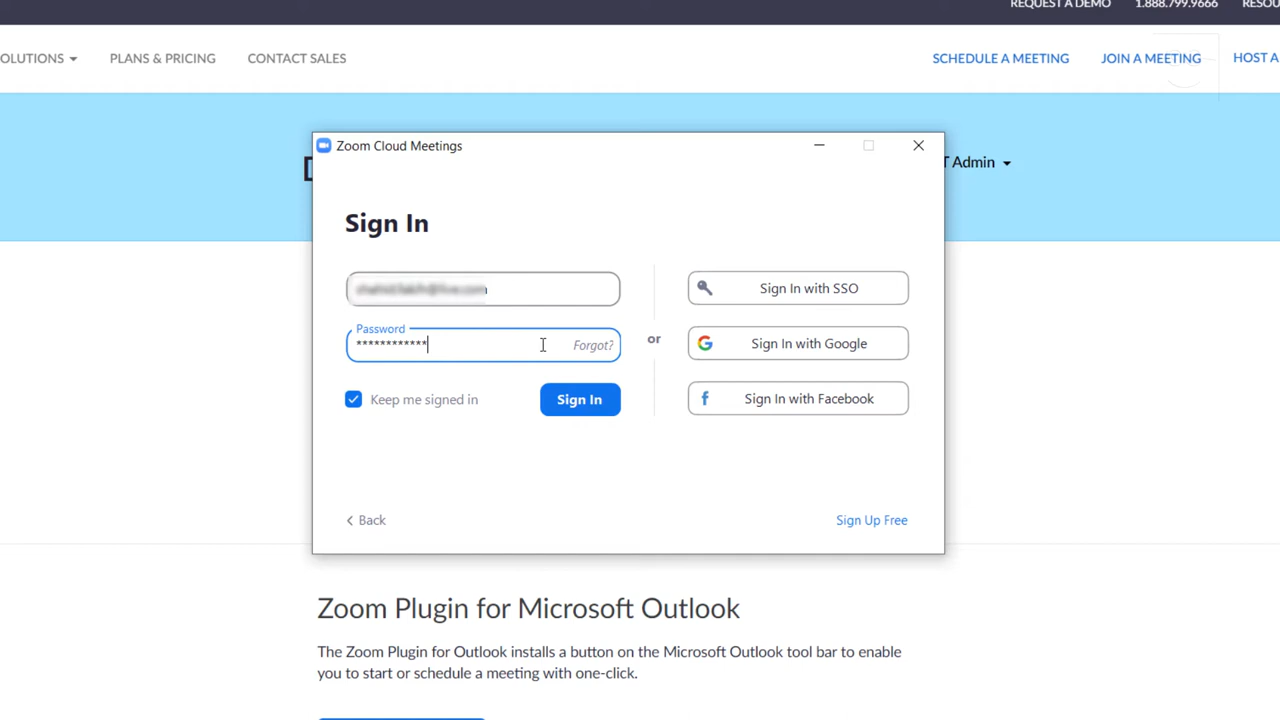 REQUEST A DEMO 1.888.799.9666 RESOU
OLUTIONS PLANS & PRICING CONTACT SALES SCHEDULE A MEETING JOIN A MEETING HOST A
Zoom Cloud Meetings
T Admin
Sign In
Password
************
Forgot?
Keep me signed in
Sign In
or
Sign In with SSO
Sign In with Google
Sign In with Facebook
Back
Sign Up Free
Zoom Plugin for Microsoft Outlook
The Zoom Plugin for Outlook installs a button on the Microsoft Outlook tool bar to enable
you to start or schedule a meeting with one-click.